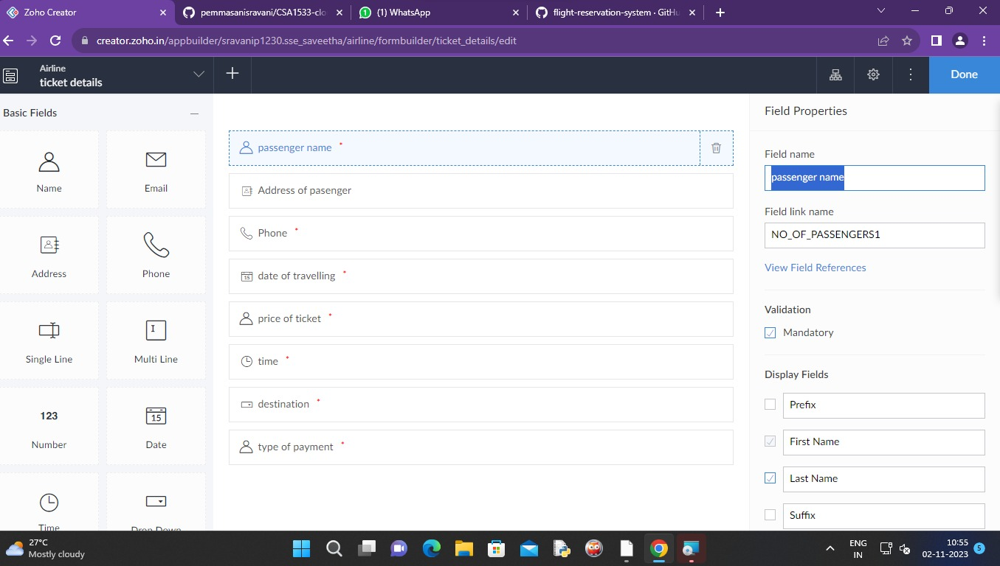 Zoho Creator
pemmasanisravani/CSA1533-clo
1
(1) WhatsApp
flight-reservation-system · GitHu
creator.zoho.in/appbuilder/sravanip1230.sse_saveetha/airline/formbuilder/ticket_details/edit
Airline
ticket details
Done
Basic Fields
Name
Email
Address
Phone
Single Line
I
Multi Line
123
Number
15
Date
Time
Drop Down
passenger name *
Address of pasenger
Phone *
15
date of travelling *
price of ticket *
time *
destination *
type of payment *
Field Properties
Field name
passenger name
Field link name
NO_OF_PASSENGERS1
View Field References
Validation
Mandatory
Display Fields
Prefix
First Name
Last Name
Suffix
27°C
Mostly cloudy
ENG
IN
10:55
02-11-2023
5